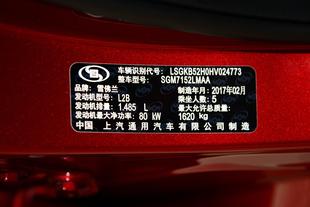 车辆识别代号: LSGKB52H0HV024773
整车型号: SGM7152LMAA
品牌: 雪佛兰 制造年月: 2017年02月
发动机型号: L2B 乘坐人数: 5
发动机排量: 1.485 L 最大允许总质量:
发动机最大净功率: 80 kW 1620 kg
中国 上汽通用汽车有限公司 制造